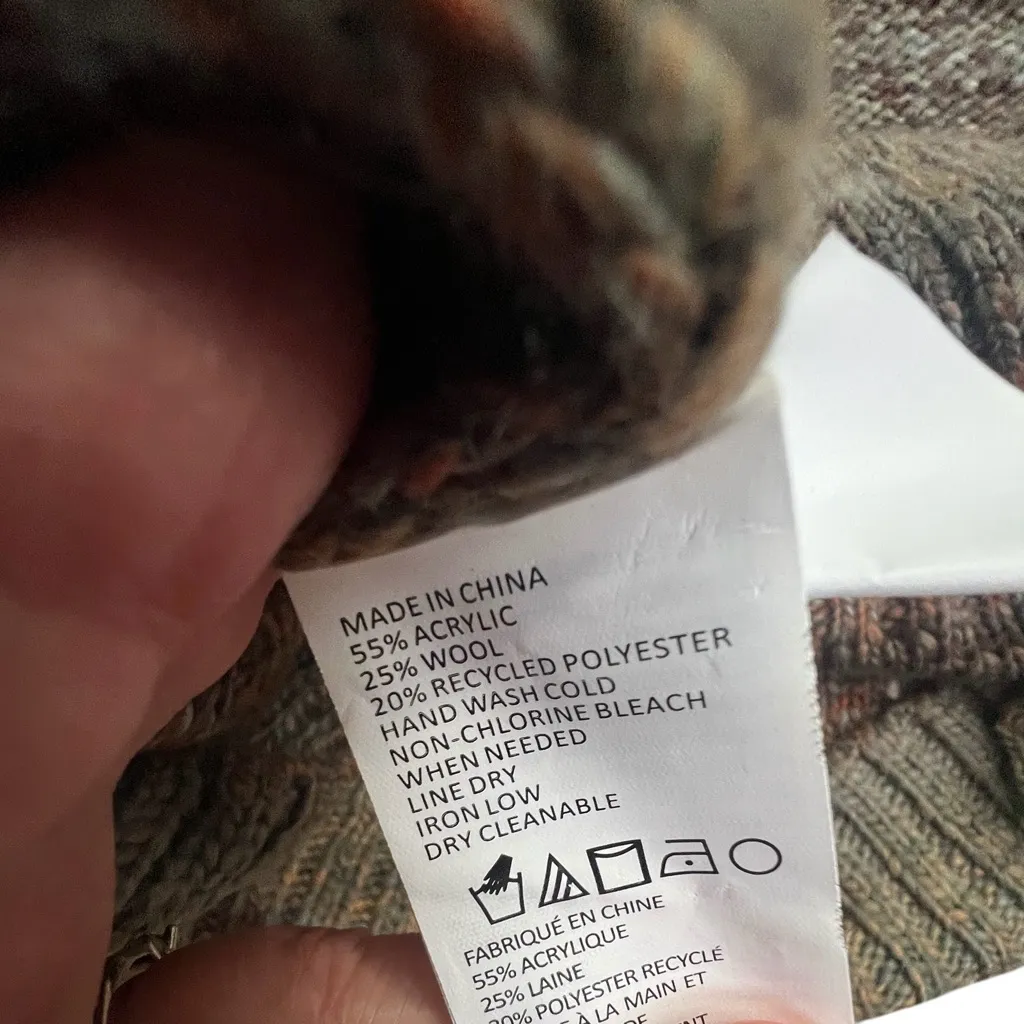 MADE IN CHINA
55% ACRYLIC
25% WOOL
20% RECYCLED POLYESTER
HAND WASH COLD
NON-CHLORINE BLEACH
WHEN NEEDED
LINE DRY
IRON LOW
DRY CLEANABLE
FABRIQUÉ EN CHINE
55% ACRYLIQUE
25% LAINE
20% POLYESTER RECYCLÉ
À LA MAIN ET